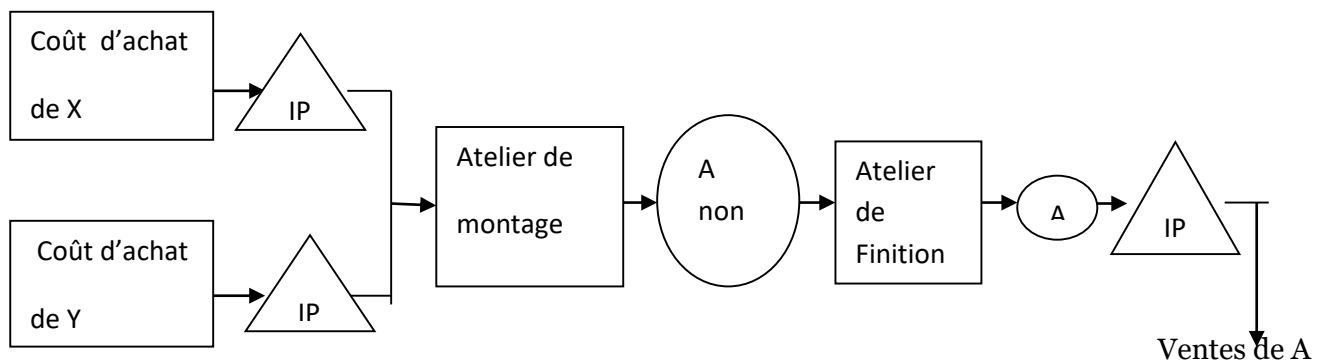 Coût d’achat
de X
IP
Coût d’achat
de Y
IP
Atelier de
montage
A
non
Atelier
de
Finition
A
IP
Ventes de A